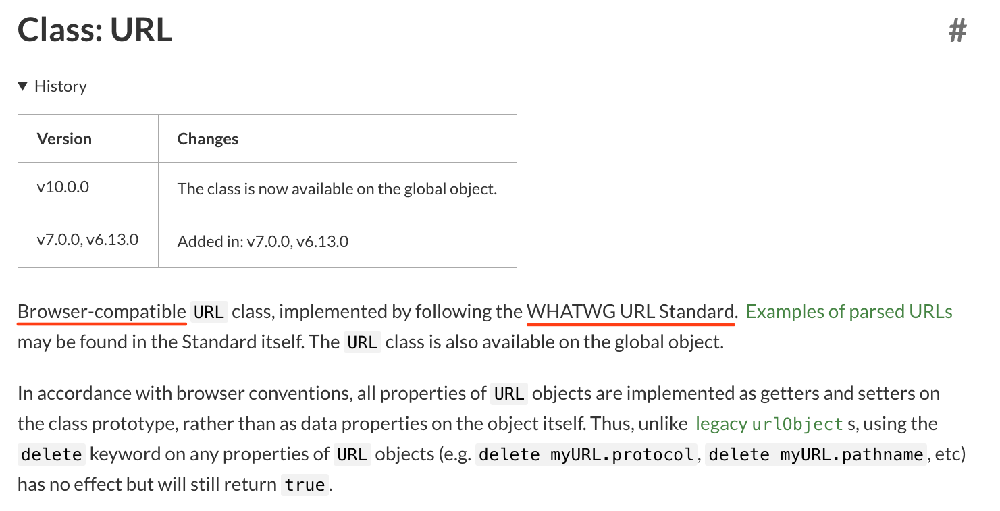 Class: URL #
▼ History
Version Changes
v10.0.0 The class is now available on the global object.
v7.0.0, v6.13.0 Added in: v7.0.0, v6.13.0
Browser-compatible URL class, implemented by following the WHATWG URL Standard. Examples of parsed URLs
may be found in the Standard itself. The URL class is also available on the global object.
In accordance with browser conventions, all properties of URL objects are implemented as getters and setters on
the class prototype, rather than as data properties on the object itself. Thus, unlike legacy urlObject s, using the
delete keyword on any properties of URL objects (e.g. delete myURL.protocol, delete myURL.pathname, etc)
has no effect but will still return true.